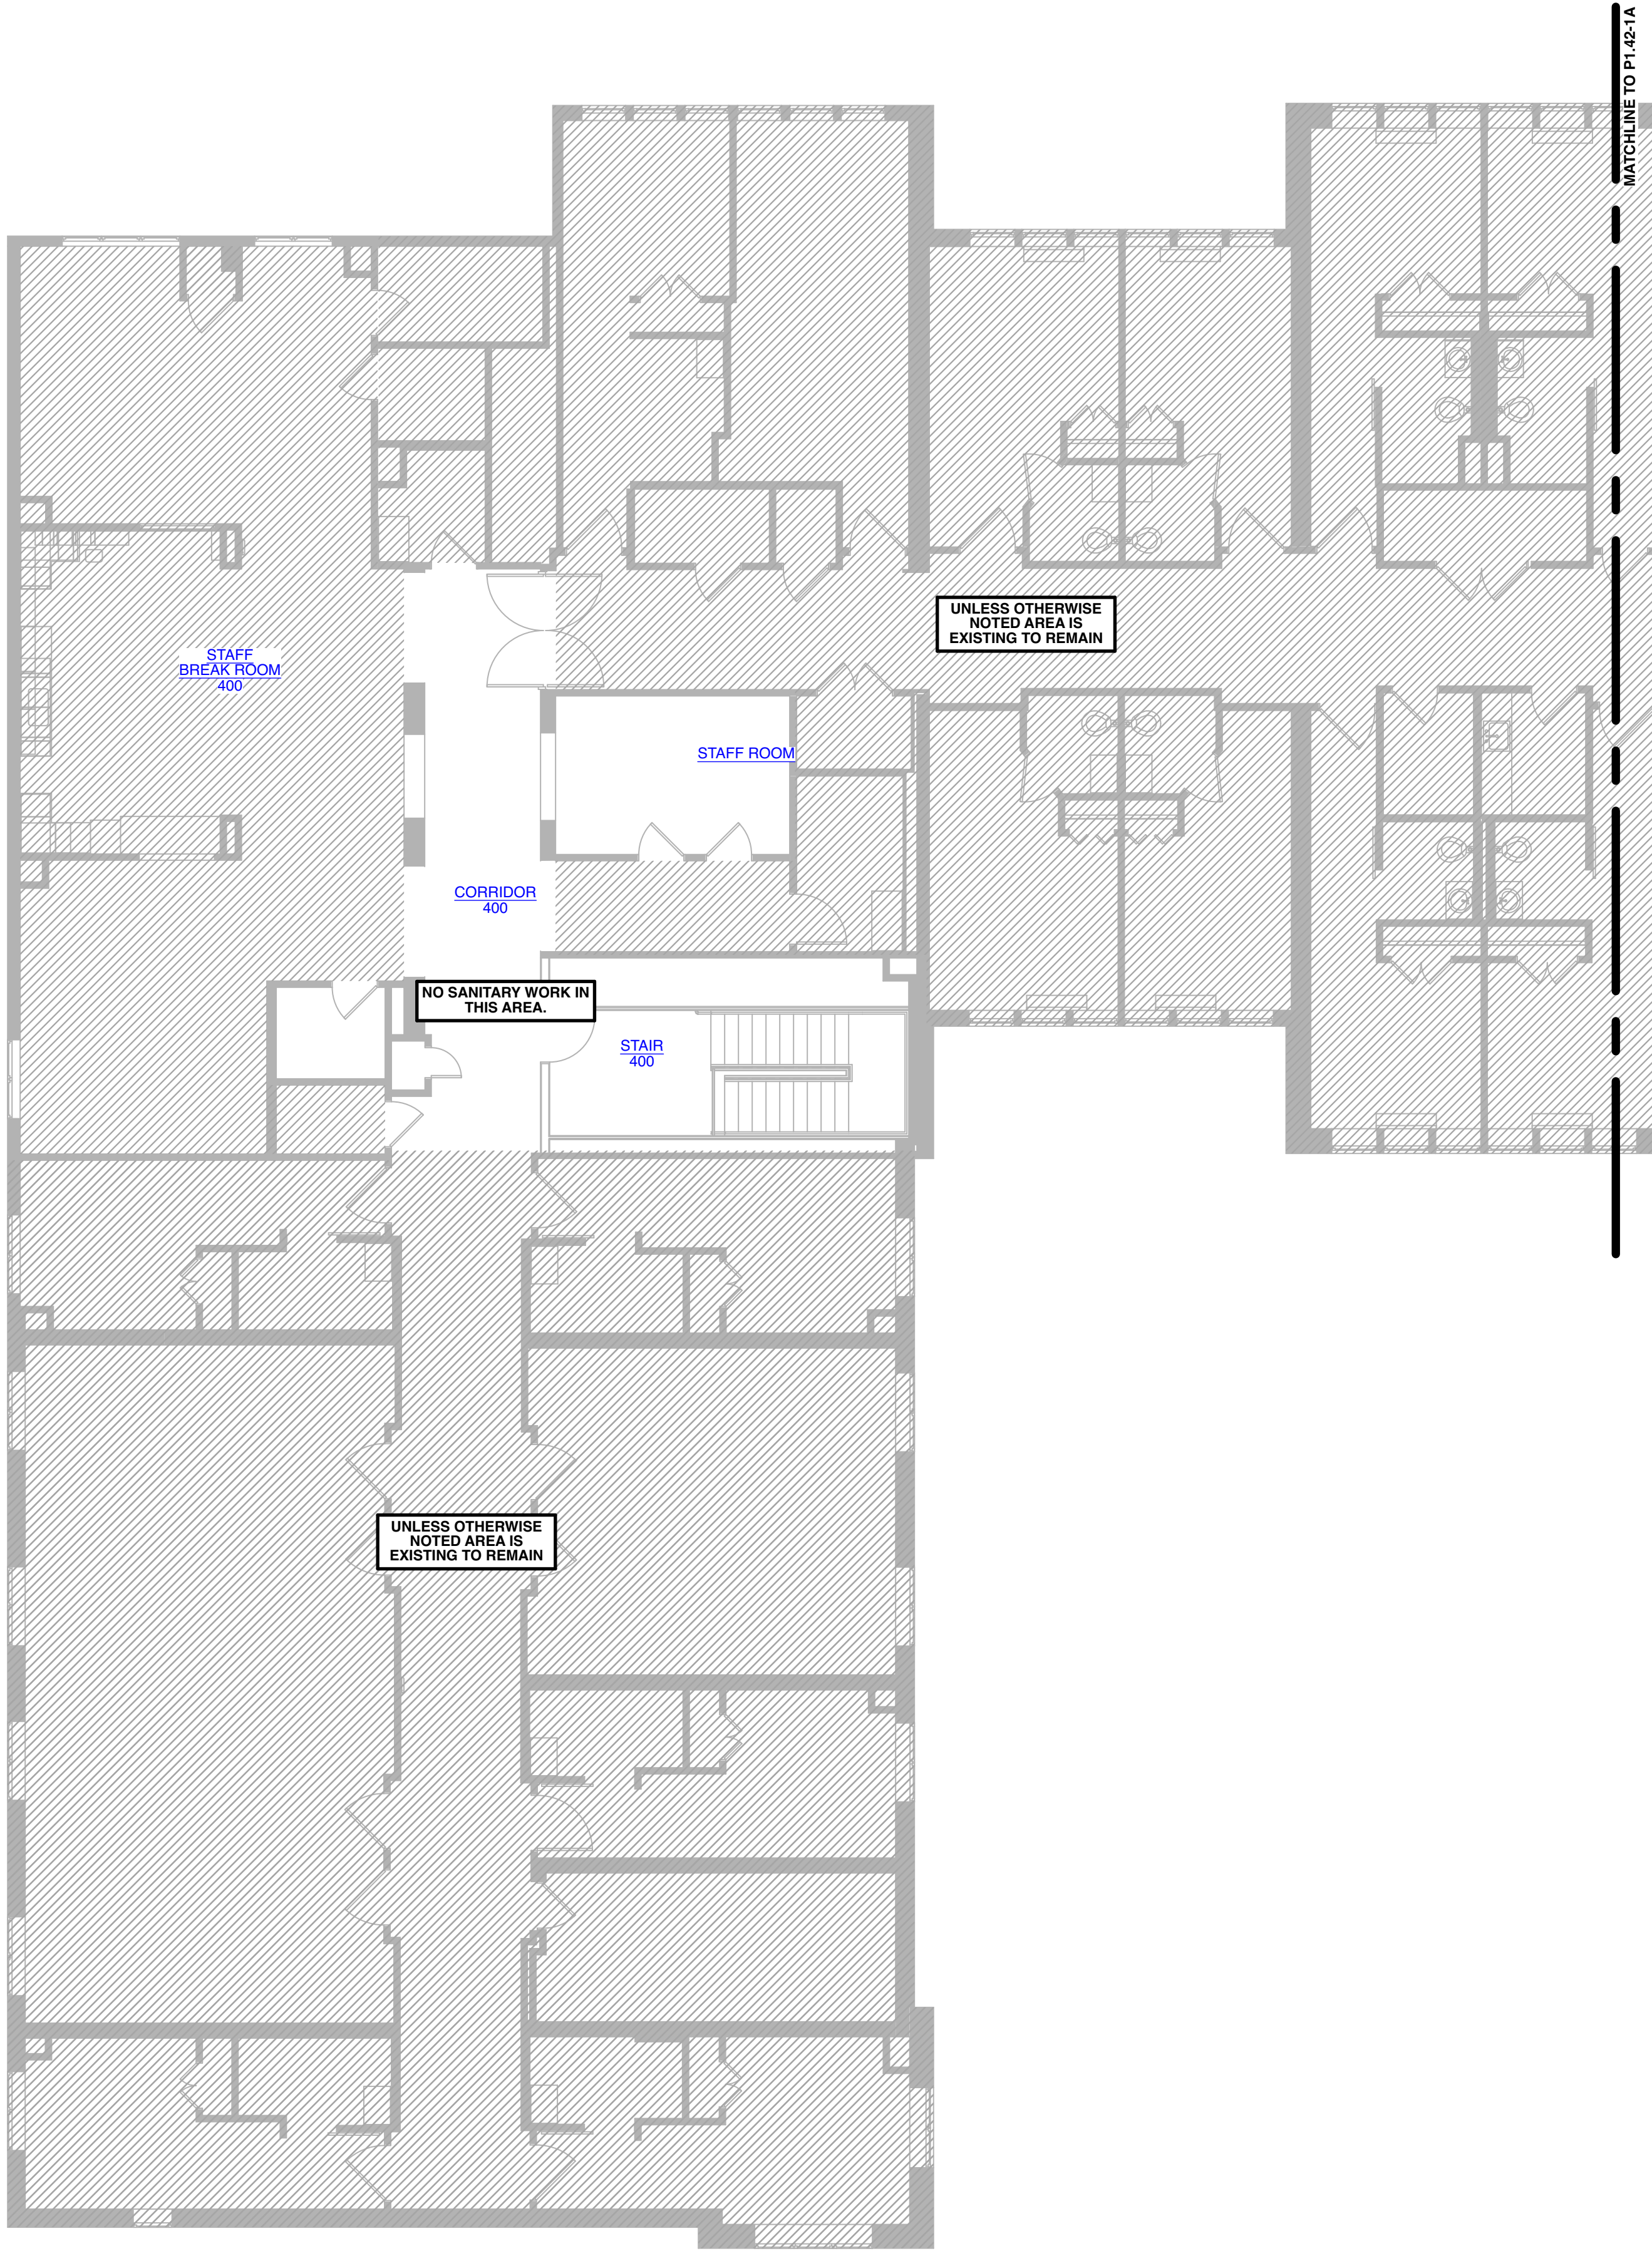 MATCHLINE TO P1.42-1A
UNLESS OTHERWISE
NOTED AREA IS
EXISTING TO REMAIN
STAFF
BREAK ROOM
400
STAFF ROOM
CORRIDOR
400
NO SANITARY WORK IN
THIS AREA.
STAIR
400
UNLESS OTHERWISE
NOTED AREA IS
EXISTING TO REMAIN